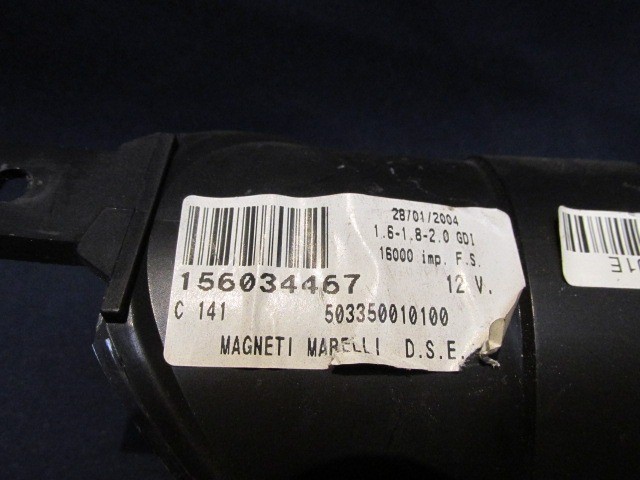 28/01/2004
1.6-1.8-2.0 GDI
16000 imp. F.S.
156034467 12 V.
C 141 503350010100
MAGNETI MARELLI D.S.E.